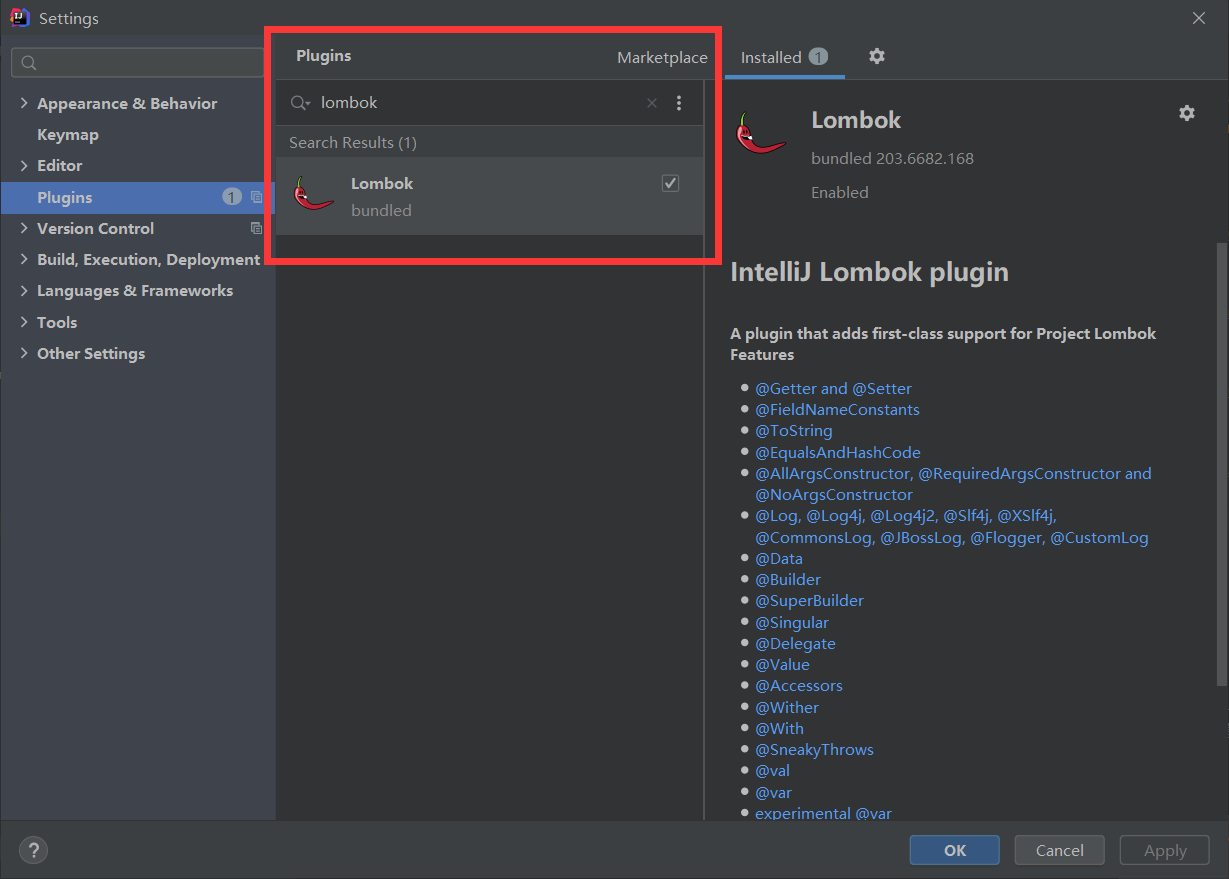 Settings
Appearance & Behavior
Keymap
Editor
Plugins 1
Version Control
Build, Execution, Deployment
Languages & Frameworks
Tools
Other Settings
Plugins Marketplace Installed 1
lombok
Search Results (1)
Lombok
bundled
Lombok
bundled 203.6682.168
Enabled
IntelliJ Lombok plugin
A plugin that adds first-class support for Project Lombok
Features
@Getter and @Setter
@FieldNameConstants
@ToString
@EqualsAndHashCode
@AllArgsConstructor, @RequiredArgsConstructor and
@NoArgsConstructor
@Log, @Log4j, @Log4j2, @Slf4j, @XSlf4j,
@CommonsLog, @JBossLog, @Flogger, @CustomLog
@Data
@Builder
@SuperBuilder
@Singular
@Delegate
@Value
@Accessors
@Wither
@With
@SneakyThrows
@val
@var
experimental @var
? OK Cancel Apply